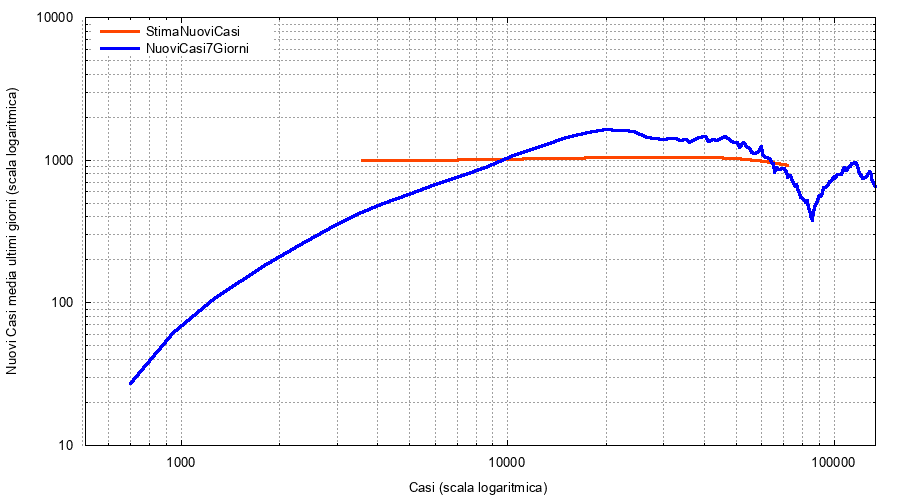 10000
StimaNuoviCasi
NuoviCasi7Giorni
1000
100
10
Nuovi Casi media ultimi giorni (scala logaritmica)
1000
10000
100000
Casi (scala logaritmica)